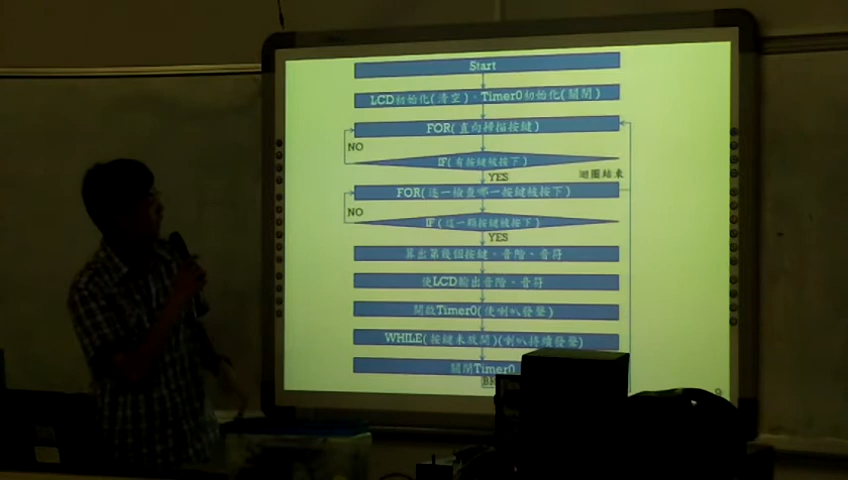 Start
LCD初始化(清空)、Timer0初始化(關閉)
FOR(直向掃描按鍵)
NO
IF(有按鍵被按下)
YES
迴圈結束
FOR(逐一檢查哪一按鍵被按下)
NO
IF(這一顆按鍵被按下)
YES
算出第幾個按鍵、音階、音符
使LCD輸出音階、音符
開啟Timer0(使喇叭發聲)
WHILE(按鍵未放開)(喇叭持續發聲)
關閉Timer0
9